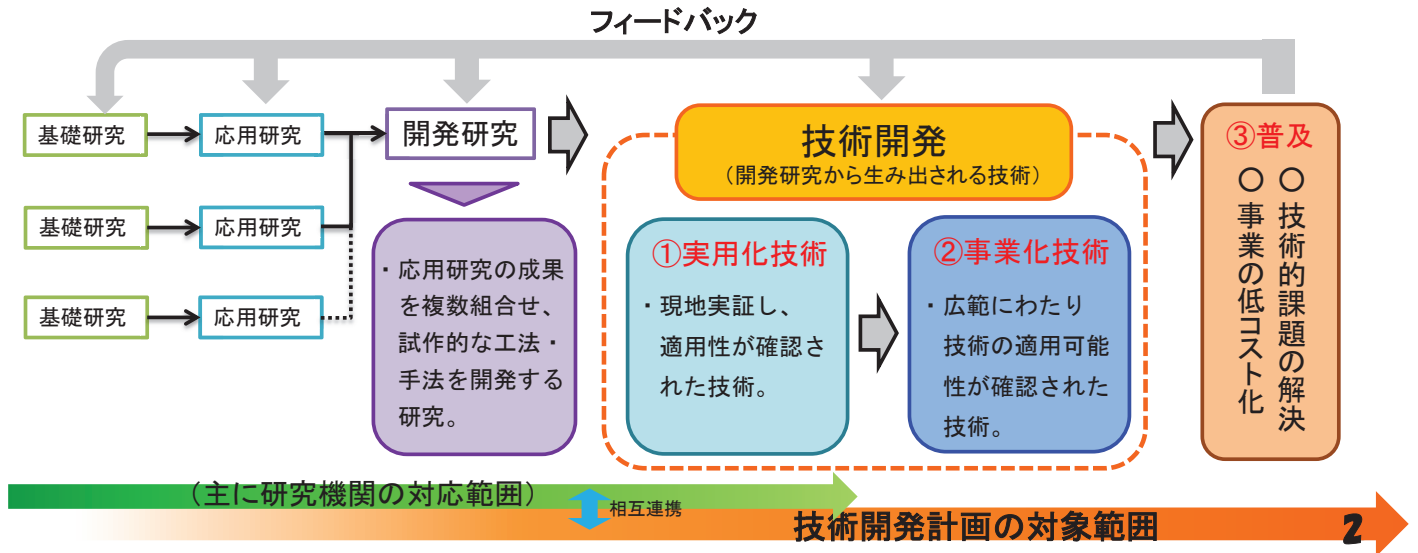 フィードバック
基礎研究
応用研究
開発研究
基礎研究
応用研究
基礎研究
応用研究
・応用研究の成果
を複数組合せ、
試作的な工法・
手法を開発する
研究。
技術開発
（開発研究から生み出される技術）
①実用化技術
・現地実証し、
適用性が確認さ
れた技術。
②事業化技術
・広範にわたり
技術の適用可能
性が確認された
技術。
③普及
○ 技術的課題の解決
○ 事業の低コスト化
（主に研究機関の対応範囲）
相互連携
技術開発計画の対象範囲
2